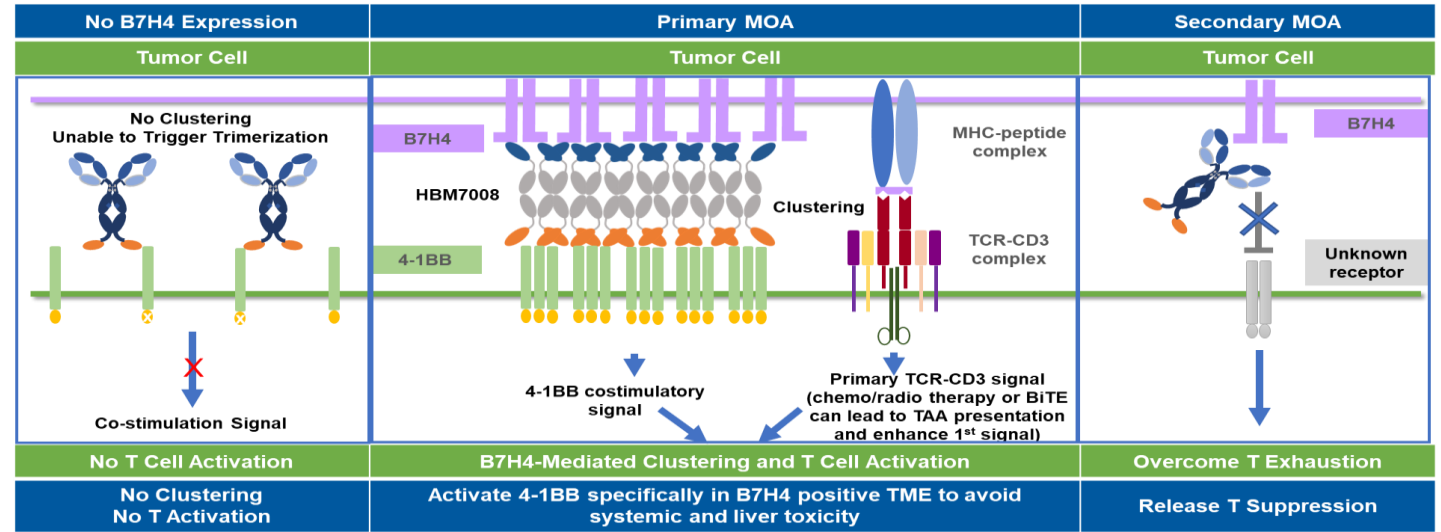 No B7H4 Expression
Primary MOA
Secondary MOA
Tumor Cell
Tumor Cell
Tumor Cell
No Clustering
Unable to Trigger Trimerization
Co-stimulation Signal
B7H4
HBM7008
4-1BB
Clustering
MHC-peptide
complex
TCR-CD3
complex
4-1BB costimulatory
signal
Primary TCR-CD3 signal
(chemo/radio therapy or BiTE
can lead to TAA presentation
and enhance 1st signal)
B7H4
Unknown
receptor
No T Cell Activation
B7H4-Mediated Clustering and T Cell Activation
Overcome T Exhaustion
No Clustering
No T Activation
Activate 4-1BB specifically in B7H4 positive TME to avoid
systemic and liver toxicity
Release T Suppression